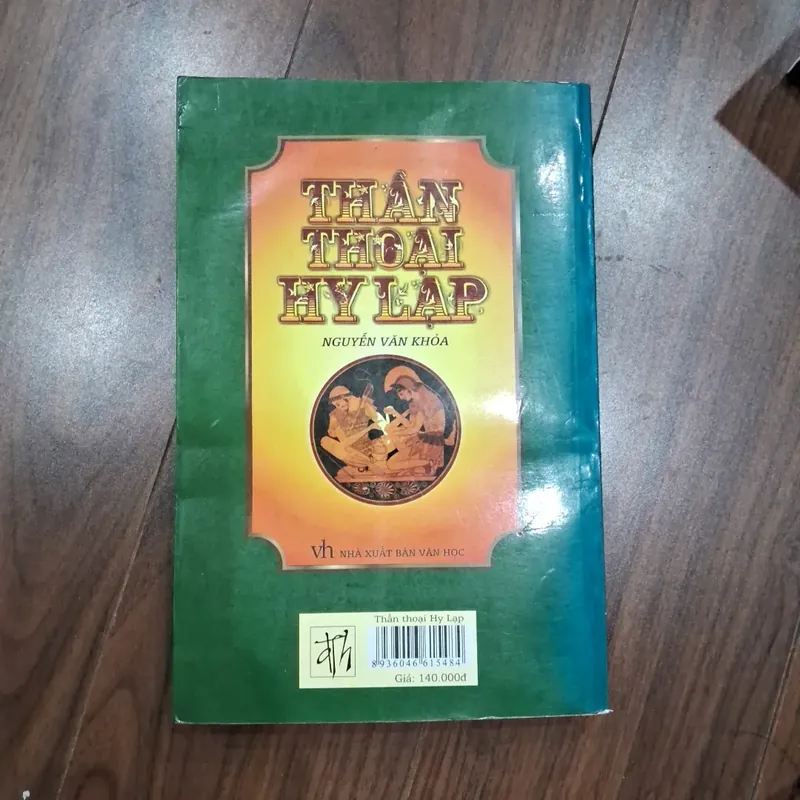 THẦN
THOẠI
HY LẠP
NGUYỄN VĂN KHỎA
vh NHÀ XUẤT BẢN VĂN HỌC
Thần thoại Hy Lạp
8936046615484
Giá: 140.000đ